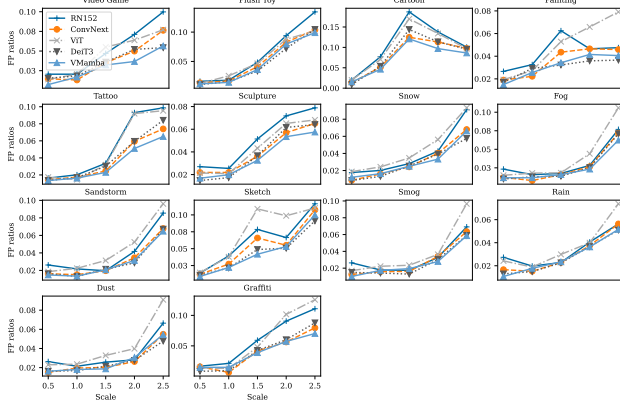 Video Game Plush Toy Cartoon Painting
FP ratios 0.10 0.08 0.05 0.03 RN152 ConvNext ViT DeiT3 VMamba
0.10 0.05
0.15 0.10 0.05 0.00
0.08 0.06 0.04 0.02
Tattoo Sculpture Snow Fog
FP ratios 0.10 0.08 0.06 0.04 0.02
0.08 0.06 0.04 0.02
0.08 0.06 0.04 0.02
0.10 0.08 0.05 0.03
Sandstorm Sketch Smog Rain
FP ratios 0.10 0.08 0.06 0.04 0.02
0.10 0.08 0.05 0.03
0.08 0.06 0.04 0.02
0.06 0.04 0.02
Dust Graffiti
FP ratios 0.08 0.06 0.04 0.02
0.10 0.05
0.5 1.0 1.5 2.0 2.5 0.5 1.0 1.5 2.0 2.5
Scale Scale